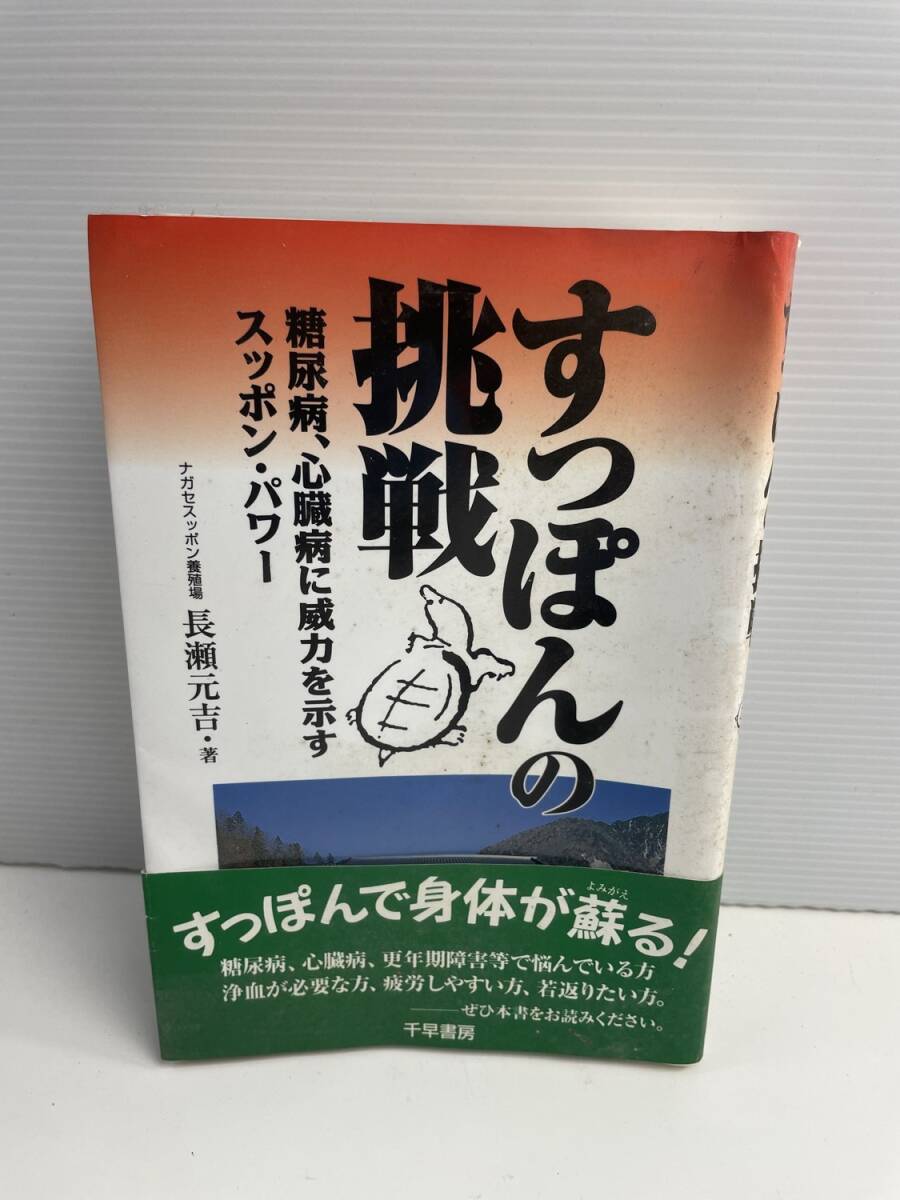 すっぽんの
挑戦
糖尿病、心臓病に威力を示す
スッポン・パワー
ナガセスッポン養殖場 長瀬元吉・著
すっぽんで身体が蘇る!
よみがえ
糖尿病、心臓病、更年期障害等で悩んでいる方
浄血が必要な方、疲労しやすい方、若返りたい方。
——ぜひ本書をお読みください。
千早書房